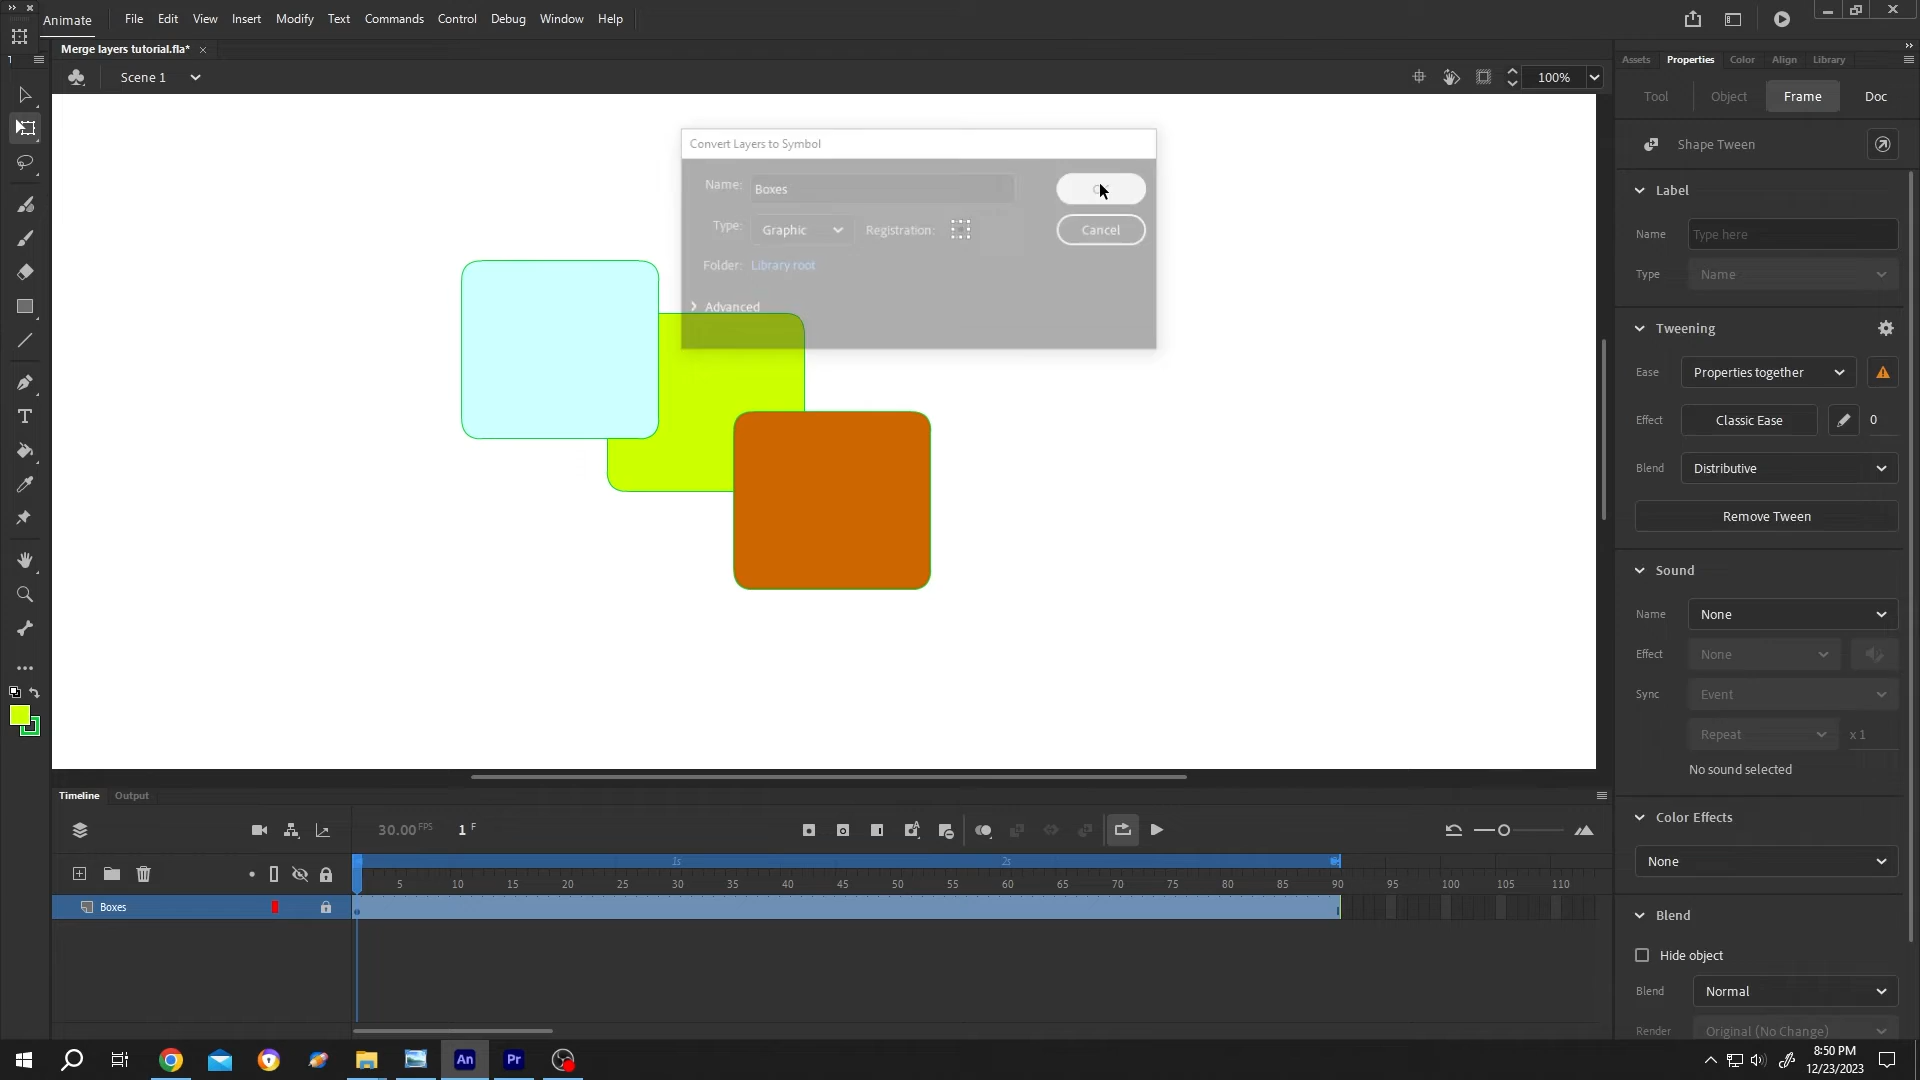 Animate
File Edit View Insert Modify Text Commands Control Debug Window Help
Merge layers tutorial.fla*
Scene 1
100%
Assets Properties Color Align Library
Tool Object Frame Doc
Shape Tween
Label
Name Type here
Type Name
Tweening
Ease Properties together
Effect Classic Ease 0
Blend Distributive
Remove Tween
Sound
Name None
Effect None
Sync Event
Repeat x 1
No sound selected
Color Effects
None
Blend
Hide object
Blend Normal
Render Original (No Change)
Convert Layers to Symbol
Name: Boxes
Type: Graphic Registration:
Cancel
Folder: Library root
Advanced
Timeline Output
30.00 FPS 1 F
1s 2s
5 10 15 20 25 30 35 40 45 50 55 60 65 70 75 80 85 90 95 100 105 110
Boxes
An Pr
8:50 PM
12/23/2023